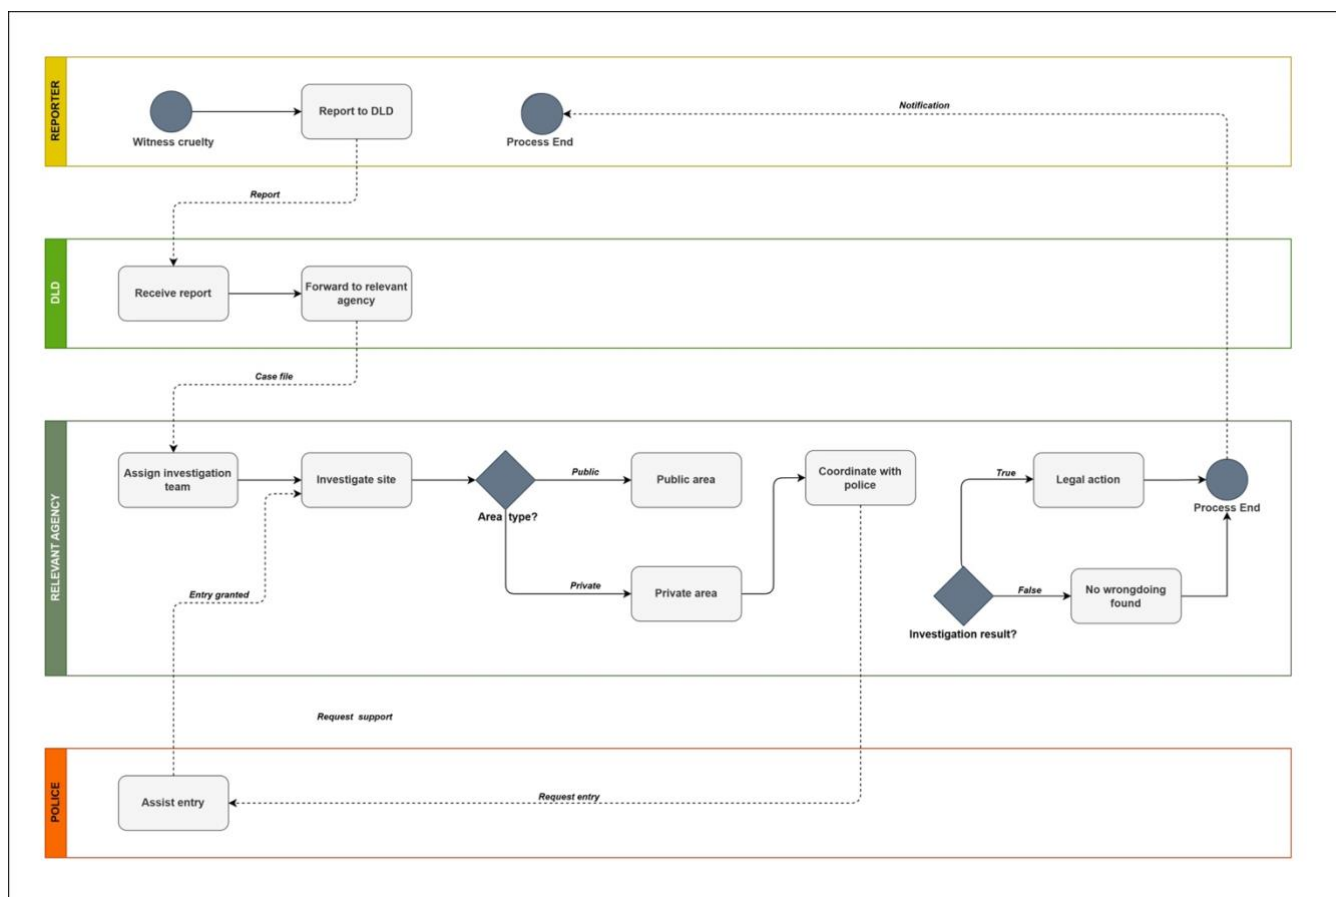 REPORTER
Witness cruelty
Report to DLD
Process End
Notification
Report
DLD
Receive report
Forward to relevant
agency
Case file
RELEVANT AGENCY
Assign investigation
team
Investigate site
Area type?
Public
Public area
Private
Private area
Coordinate with
police
Investigation result?
True
Legal action
False
No wrongdoing
found
Process End
Entry granted
Request support
POLICE
Assist entry
Request entry